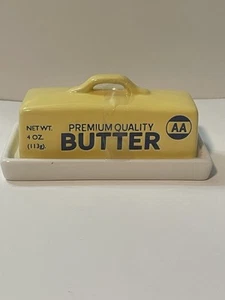 NET WT.
4 OZ.
(113g).
PREMIUM QUALITY
BUTTER
AA